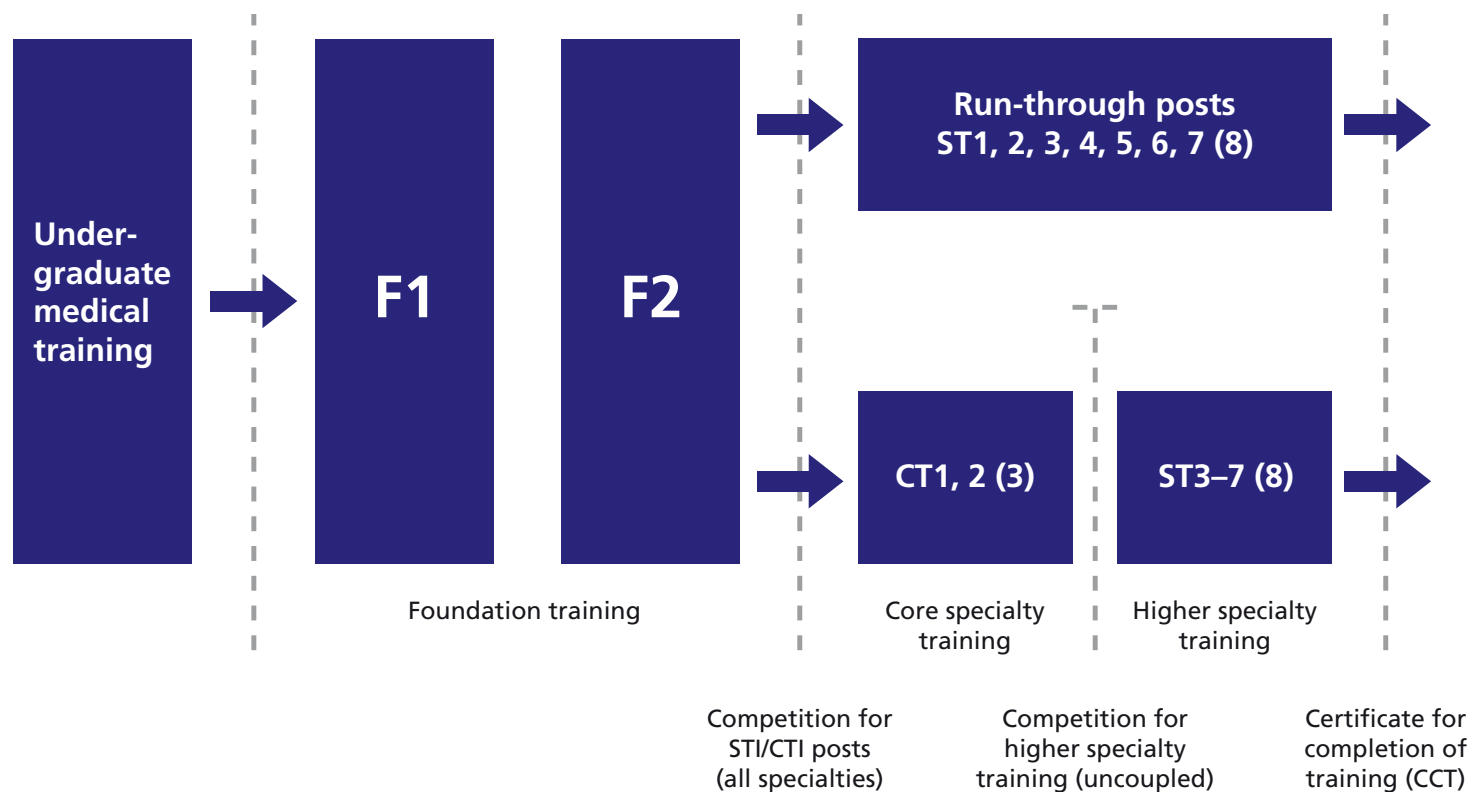 Under-
graduate
medical
training
F1
F2
Run-through posts
ST1, 2, 3, 4, 5, 6, 7 (8)
CT1, 2 (3)
ST3–7 (8)
Foundation training
Core specialty
training
Higher specialty
training
Competition for
STI/CTI posts
(all specialties)
Competition for
higher specialty
training (uncoupled)
Certificate for
completion of
training (CCT)